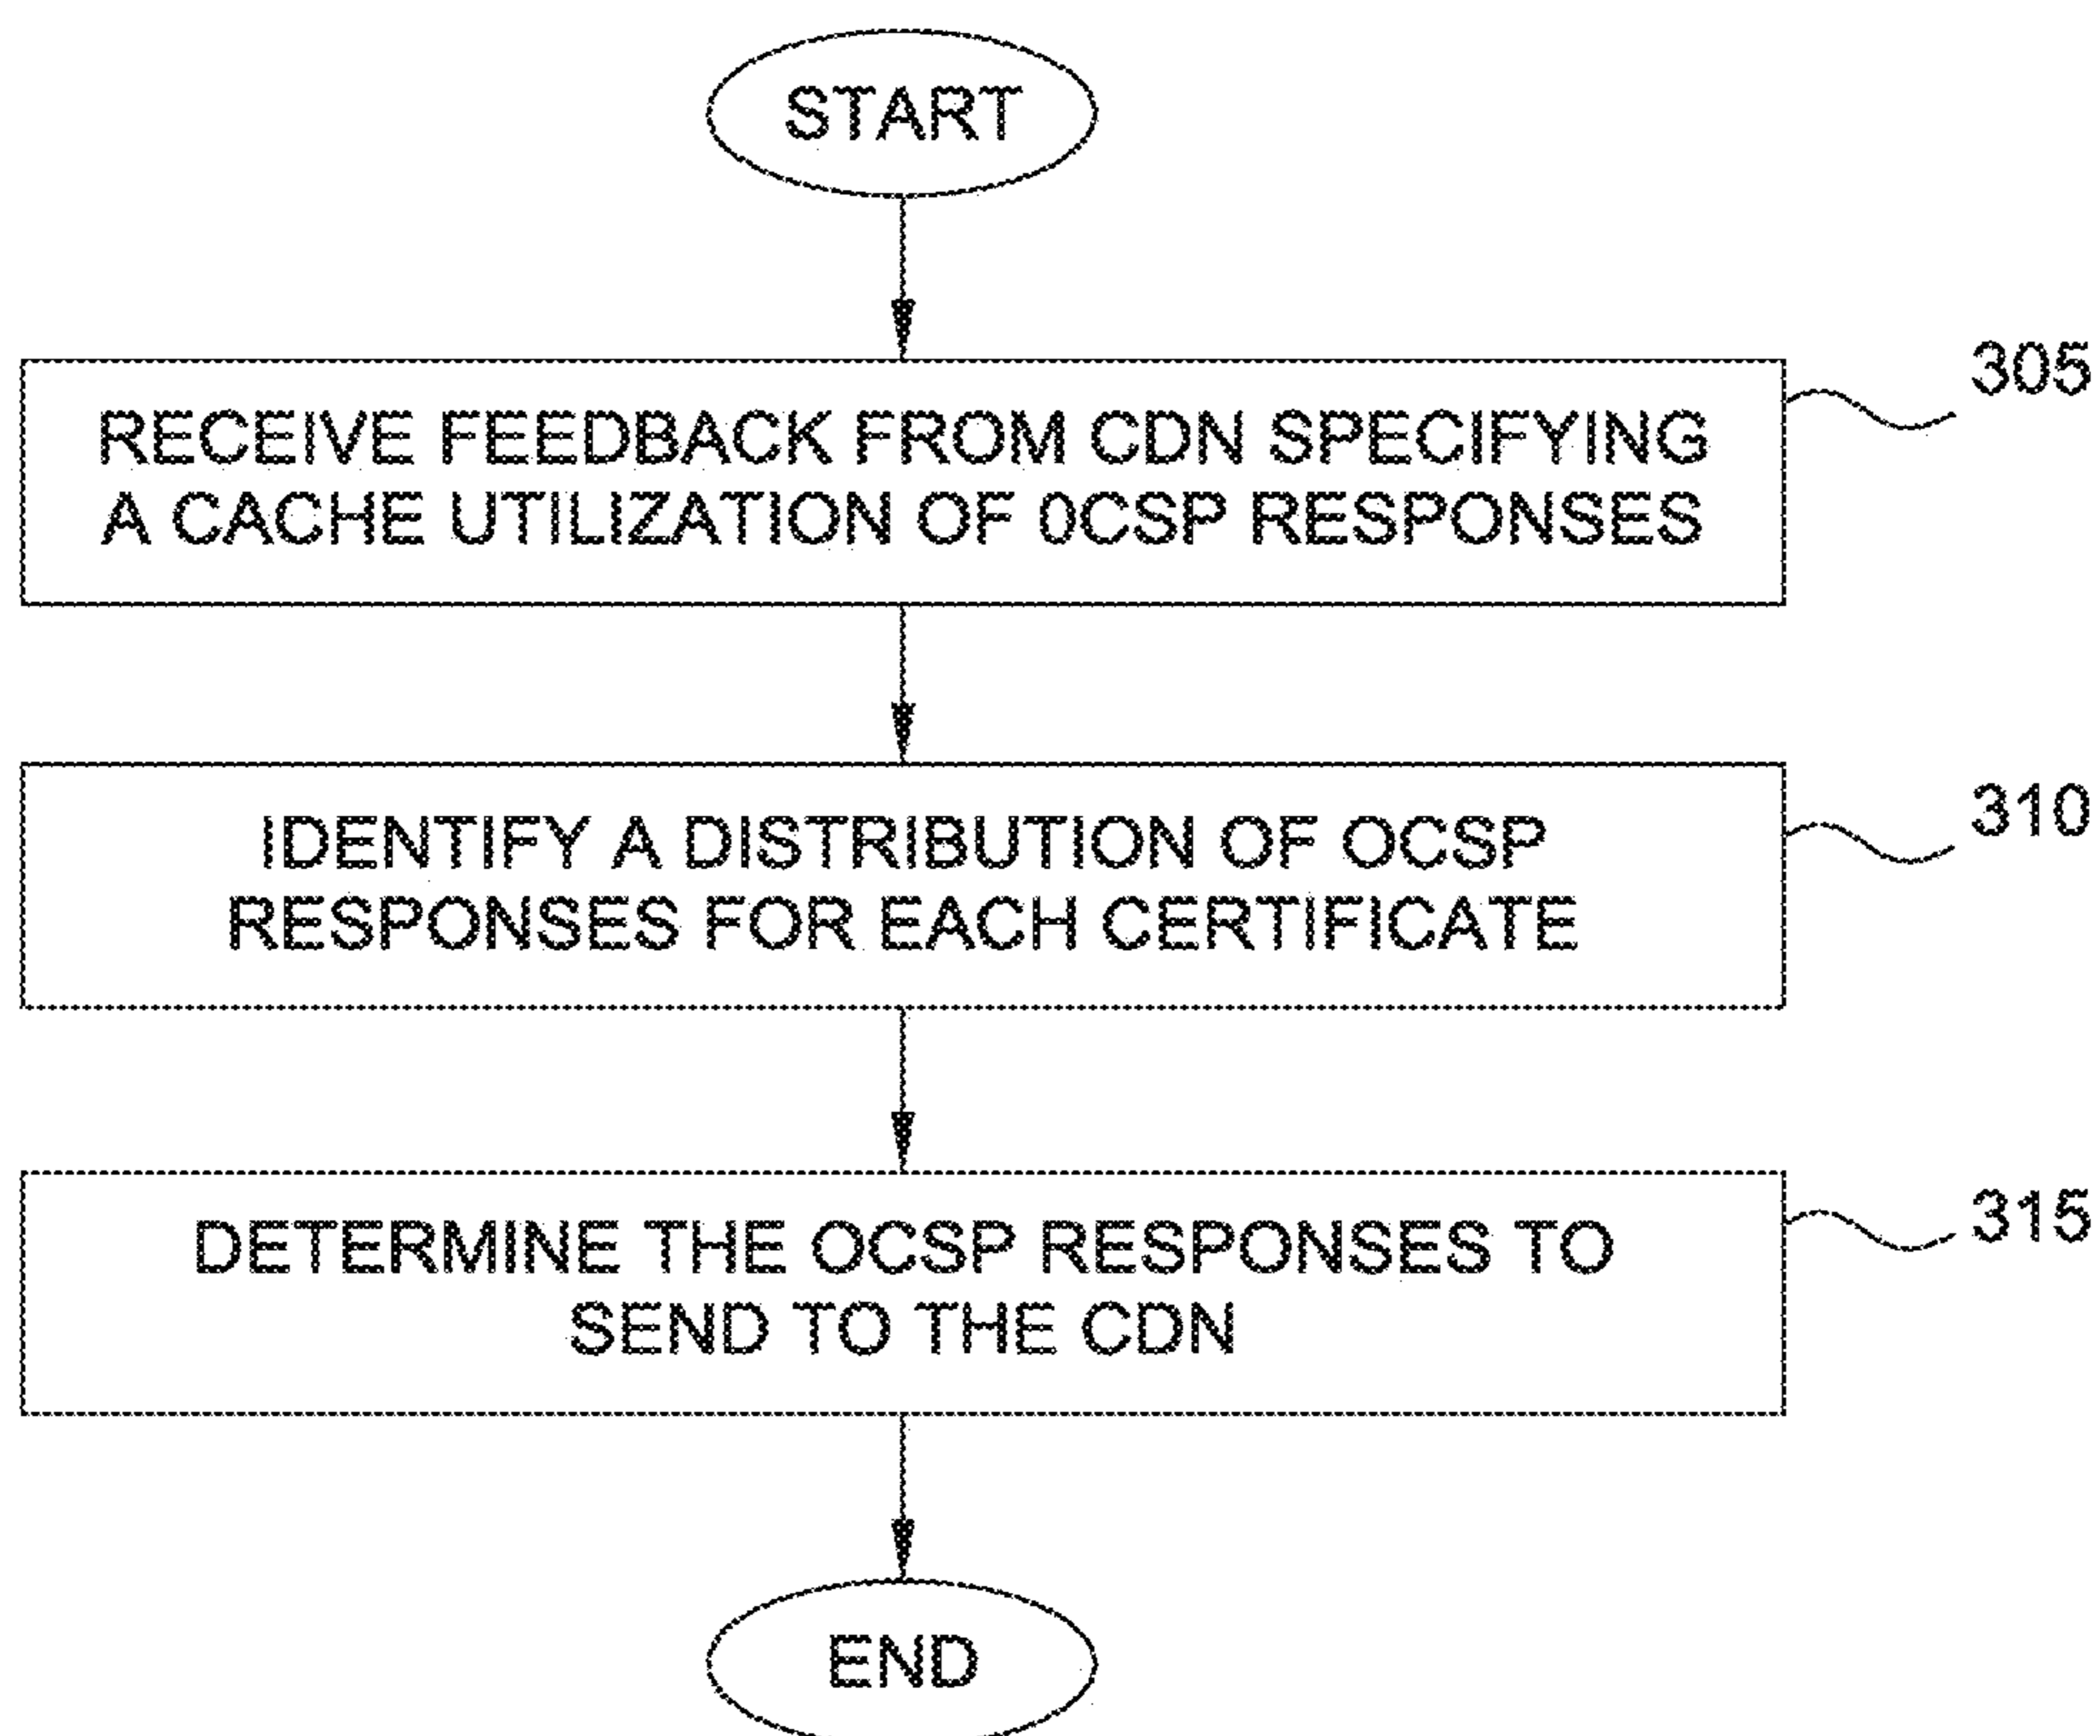 START
305
RECEIVE FEEDBACK FROM CDN SPECIFYING
A CACHE UTILIZATION OF 0CSP RESPONSES
310
IDENTIFY A DISTRIBUTION OF OCSP
RESPONSES FOR EACH CERTIFICATE
315
DETERMINE THE OCSP RESPONSES TO
SEND TO THE CDN
END